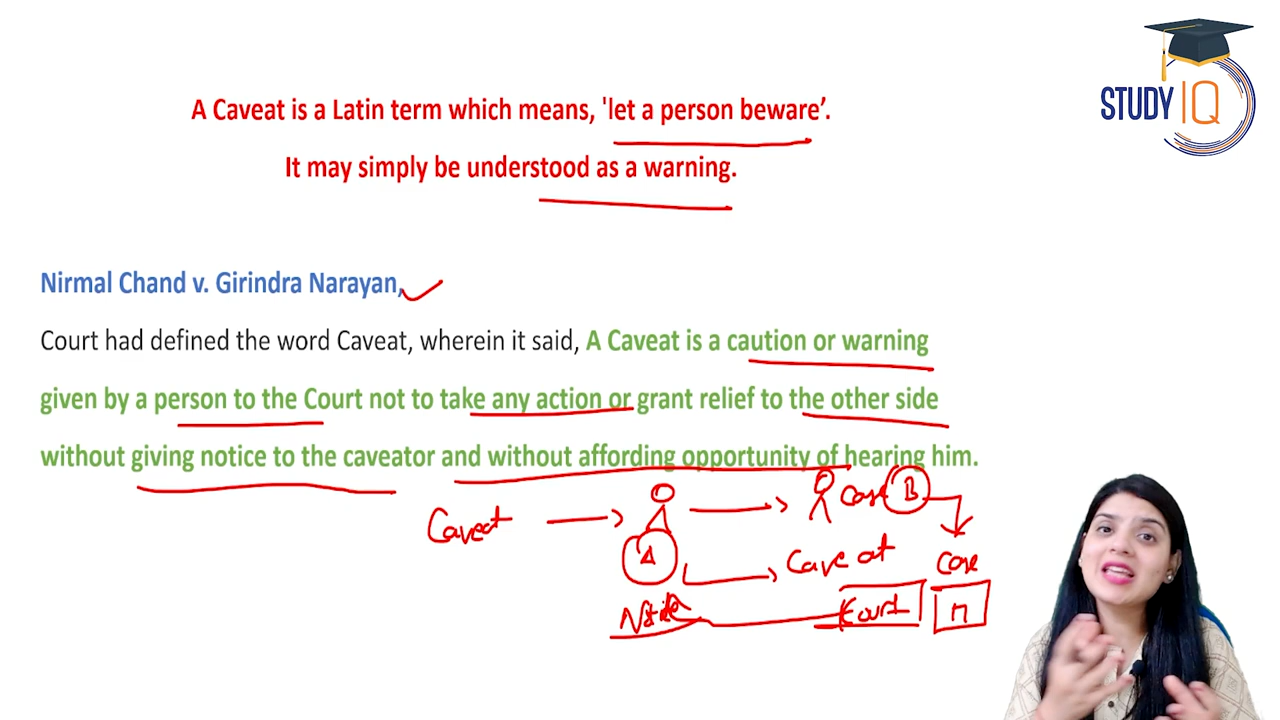 A Caveat is a Latin term which means, 'let a person beware’.
It may simply be understood as a warning.
STUDY IQ
Nirmal Chand v. Girindra Narayan,
Court had defined the word Caveat, wherein it said, A Caveat is a caution or warning
given by a person to the Court not to take any action or grant relief to the other side
without giving notice to the caveator and without affording opportunity of hearing him.
Caveat
case B
A
Caveat
case
Court